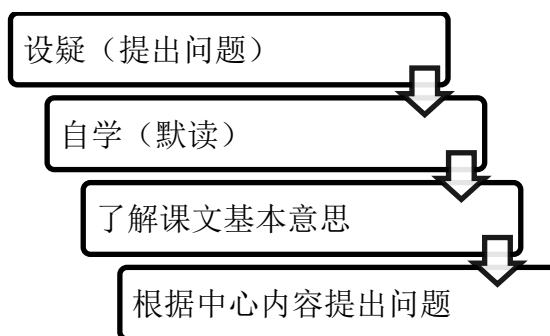 设疑（提出问题）
自学（默读）
了解课文基本意思
根据中心内容提出问题